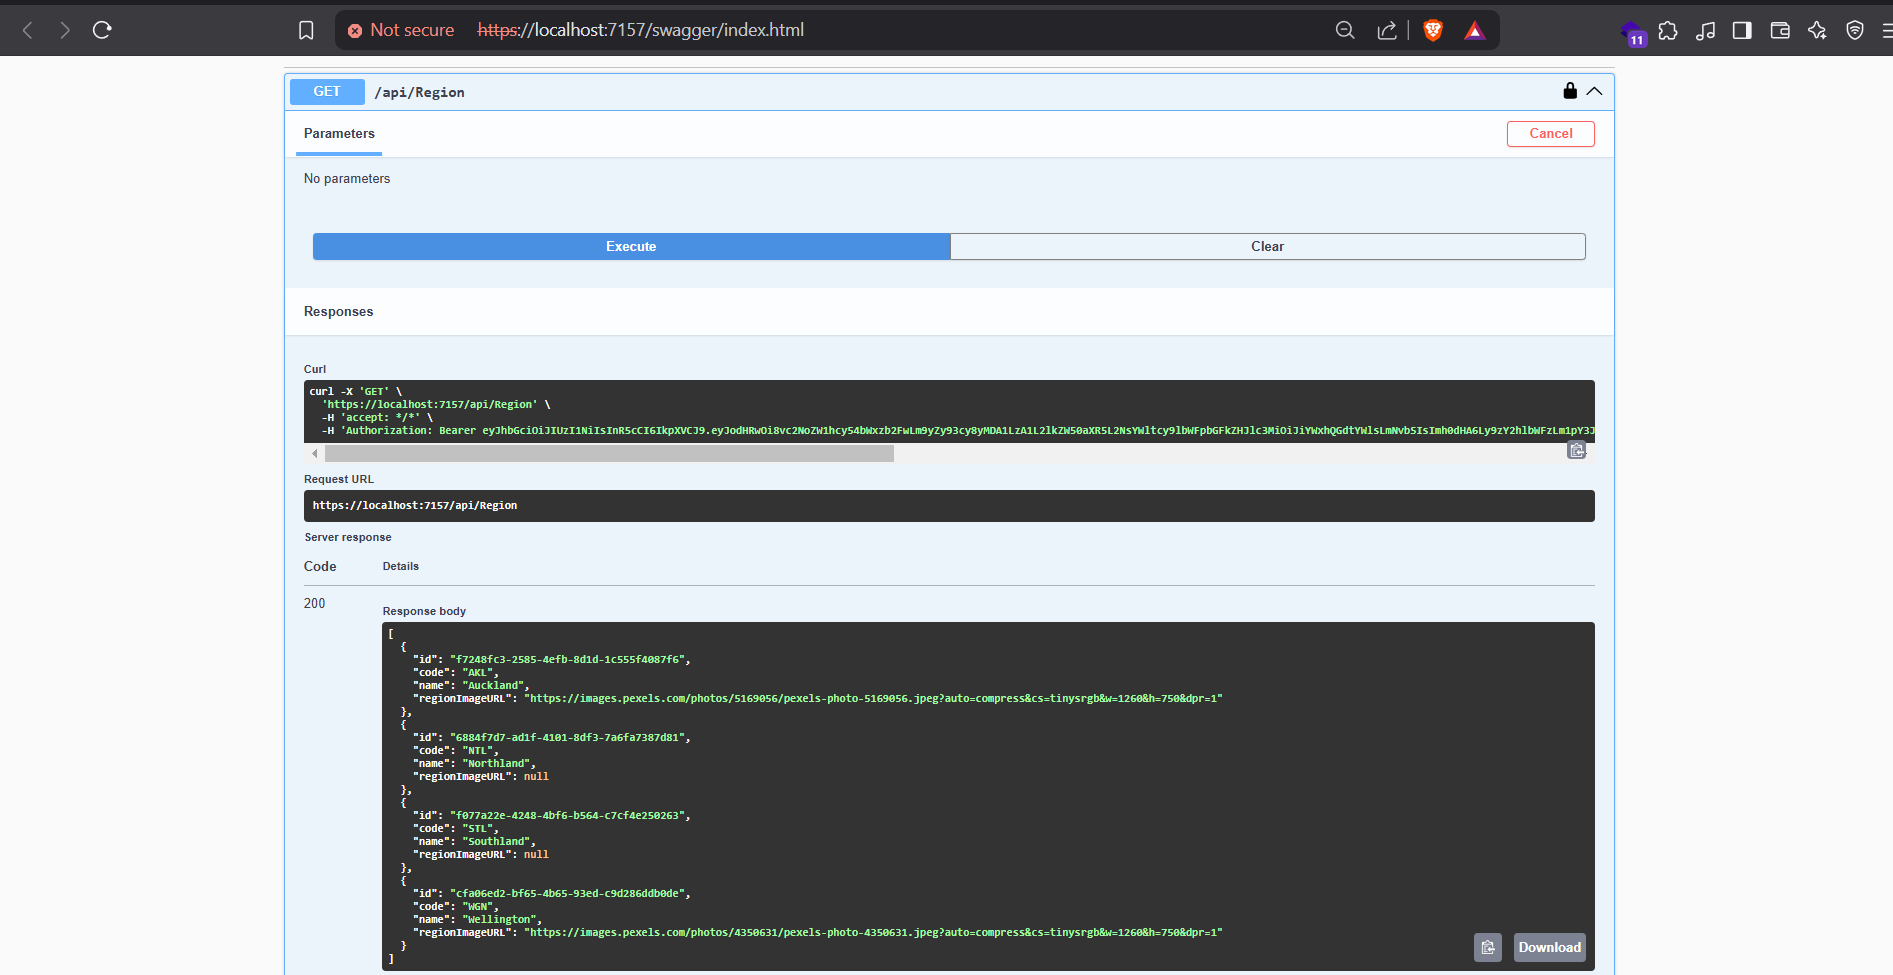 Not secure https://localhost:7157/swagger/index.html
11
GET /api/Region
Parameters
Cancel
No parameters
Execute
Clear
Responses
Curl
curl -X 'GET' \
'https://localhost:7157/api/Region' \
-H 'accept: */*' \
-H 'Authorization: Bearer
Request URL
https://localhost:7157/api/Region
Server response
Code Details
200
Response body
[
{
"id": "f7248fc3-2585-4efb-8d1d-1c555f4087f6",
"code": "AKL",
"name": "Auckland",
"regionImageURL": "https://images.pexels.com/photos/5169056/pexels-photo-5169056.jpeg?auto=compress&cs=tinysrgb&w=1260&h=750&dpr=1"
},
{
"id": "6884f7d7-ad1f-4101-8df3-7a6fa7387d81",
"code": "NTL",
"name": "Northland",
"regionImageURL": null
},
{
"id": "f077a22e-4248-4bf6-b564-c7cf4e250263",
"code": "STL",
"name": "Southland",
"regionImageURL": null
},
{
"id": "cfa06ed2-bf65-4b65-93ed-c9d286ddb0de",
"code": "WGN",
"name": "Wellington",
"regionImageURL": "https://images.pexels.com/photos/4350631/pexels-photo-4350631.jpeg?auto=compress&cs=tinysrgb&w=1260&h=750&dpr=1"
}
]
Download